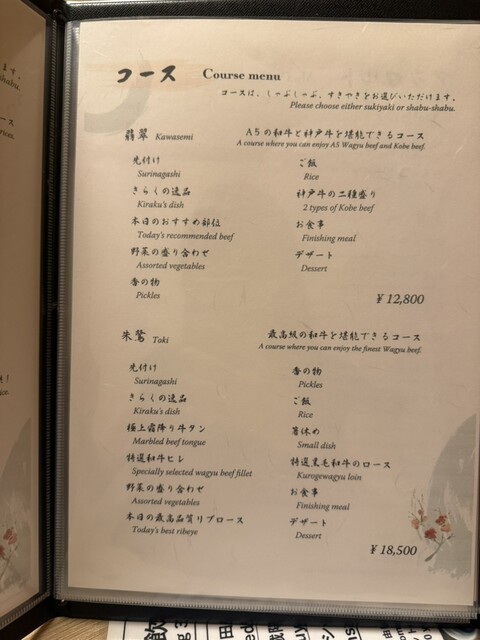 コース Course menu
コースは、しゃぶしゃぶ、すきやきをお選びいただけます。
Please choose either sukiyaki or shabu-shabu.
翡翠 Kawasemi
A5の和牛と神戸牛を堪能できるコース
A course where you can enjoy A5 Wagyu beef and Kobe beef.
先付け
Surinagashi
きらくの逸品
Kiraku's dish
本日のおすすめ部位
Today's recommended beef
野菜の盛り合わせ
Assorted vegetables
香の物
Pickles
ご飯
Rice
神戸牛の二種盛り
2 types of Kobe beef
お食事
Finishing meal
デザート
Dessert
¥12,800
朱鷺 Toki
最高級の和牛を堪能できるコース
A course where you can enjoy the finest Wagyu beef.
先付け
Surinagashi
きらくの逸品
Kiraku's dish
極上霜降り牛タン
Marbled beef tongue
特選和牛ヒレ
Specially selected wagyu beef fillet
野菜の盛り合わせ
Assorted vegetables
本日の最高品質リブロース
Today's best ribeye
香の物
Pickles
ご飯
Rice
箸休め
Small dish
特選黒毛和牛のロース
Kurogewagyu loin
お食事
Finishing meal
デザート
Dessert
¥18,500